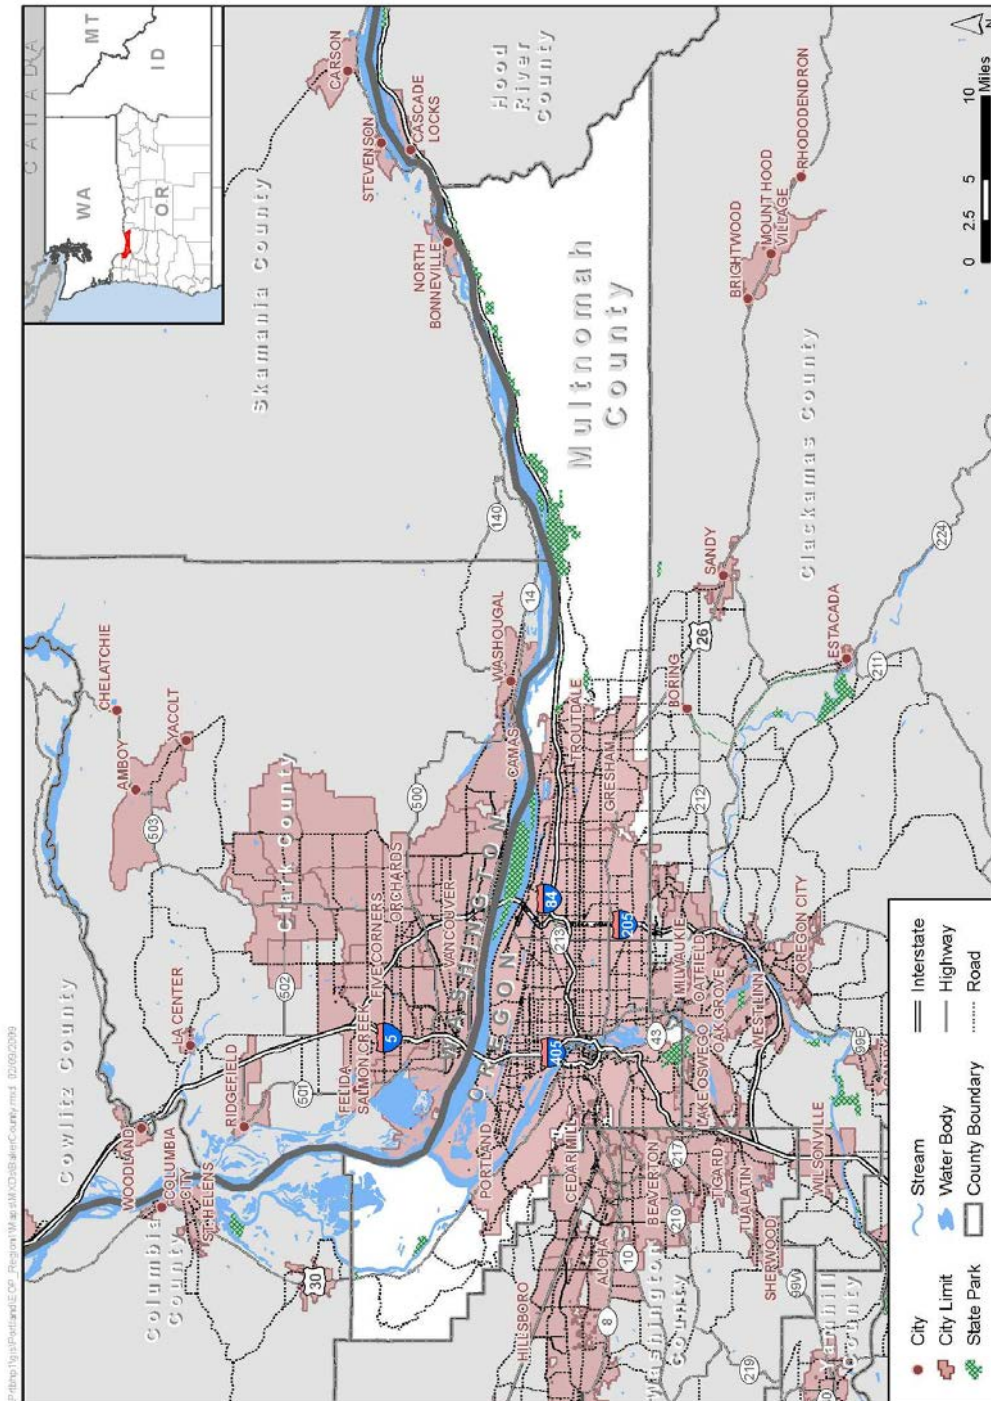 CANADA
WA
MT
ID
OR
Cowlitz County
Skamania County
Clark County
Columbia
County
Multnomah
County
Hood
River
County
Washington
County
Yamhill
County
Clackamas County
WASHINGTON
OREGON
WOODLAND
COLUMBIA
CITY
ST HELENS
LA CENTER
RIDGEFIELD
AMBOY
CHELATCHIE
YACOLT
FELIDA
SALMON CREEK
FIVE CORNERS
ORCHARDS
VANCOUVER
CAMAS
WASHOUGAL
NORTH
BONNEVILLE
STEVENSON
CASCADE
LOCKS
CARSON
PORTLAND
CEDAR MILL
HILLSBORO
ALOHA
BEAVERTON
TIGARD
TUALATIN
SHERWOOD
WILSONVILLE
LAKE OSWEGO
WEST LINN
OAK GROVE
OATFIELD
MILWAUKIE
OREGON CITY
GRESHAM
TROUTDALE
BORING
SANDY
ESTACADA
BRIGHTWOOD
MOUNT HOOD
VILLAGE
RHODODENDRON
503
502
501
500
140
14
5
30
405
84
205
213
43
217
210
10
8
219
99W
99E
212
26
211
224
City
City Limit
State Park
Stream
Water Body
County Boundary
Interstate
Highway
Road
0 2.5 5 10
Miles
N